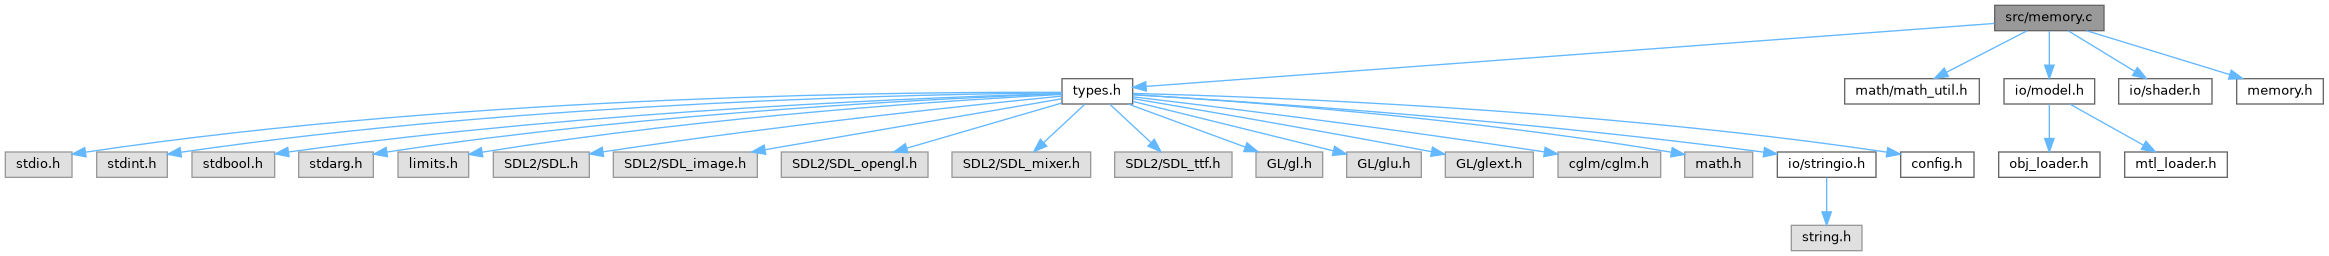 src/memory.c
types.h
math/math_util.h
io/model.h
io/shader.h
memory.h
stdio.h
stdint.h
stdbool.h
stdarg.h
limits.h
SDL2/SDL.h
SDL2/SDL_image.h
SDL2/SDL_opengl.h
SDL2/SDL_mixer.h
SDL2/SDL_ttf.h
GL/gl.h
GL/glu.h
GL/glext.h
cglm/cglm.h
math.h
io/stringio.h
config.h
obj_loader.h
mtl_loader.h
string.h